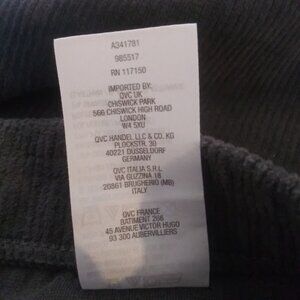 A341781
985517
RN 117150
IMPORTED BY:
QVC UK
CHISWICK PARK
566 CHISWICK HIGH ROAD
LONDON
W4 5XU
QVC HANDEL LLC & CO. KG
PLOCKSTR. 30
40221 DUSSELDORF
GERMANY
QVC ITALIA S.R.L.
VIA GUZZINA 18
20861 BRUGHERIO (MB)
ITALY
QVC FRANCE
BATIMENT 266
45 AVENUE VICTOR HUGO
93 300 AUBERVILLIERS